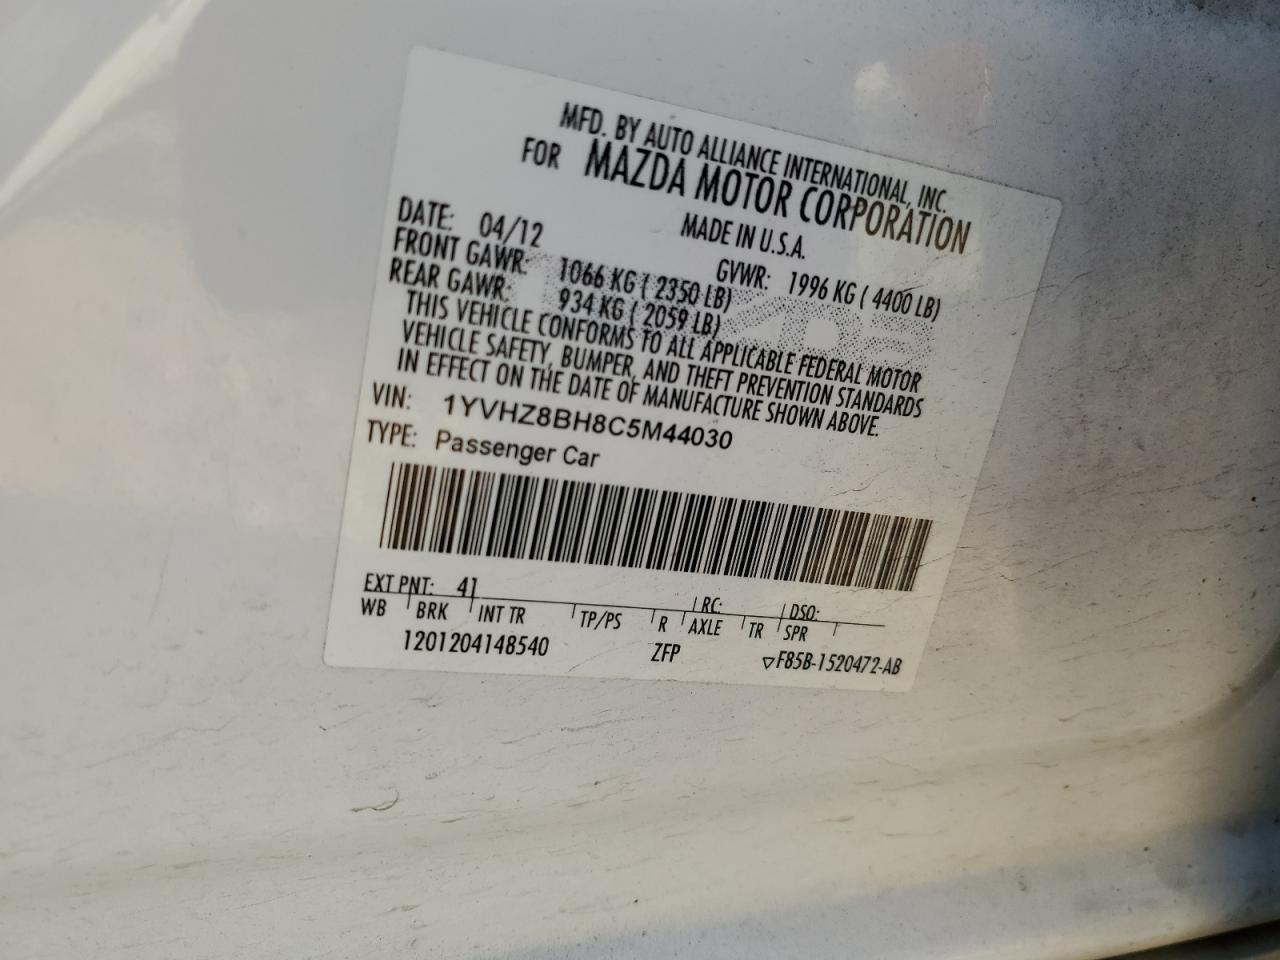 MFD. BY AUTO ALLIANCE INTERNATIONAL, INC.
FOR MAZDA MOTOR CORPORATION
MADE IN U.S.A.
DATE: 04/12 GVWR: 1996 KG ( 4400 LB)
FRONT GAWR: 1066 KG ( 2350 LB)
REAR GAWR: 934 KG ( 2059 LB)
THIS VEHICLE CONFORMS TO ALL APPLICABLE FEDERAL MOTOR
VEHICLE SAFETY, BUMPER, AND THEFT PREVENTION STANDARDS
IN EFFECT ON THE DATE OF MANUFACTURE SHOWN ABOVE.
VIN: 1YVHZ8BH8C5M44030
TYPE: Passenger Car
EXT PNT: 41 RC: DSO:
WB BRK INT TR TP/PS R AXLE TR SPR
1201204148540 ZFP ▽F85B-1520472-AB